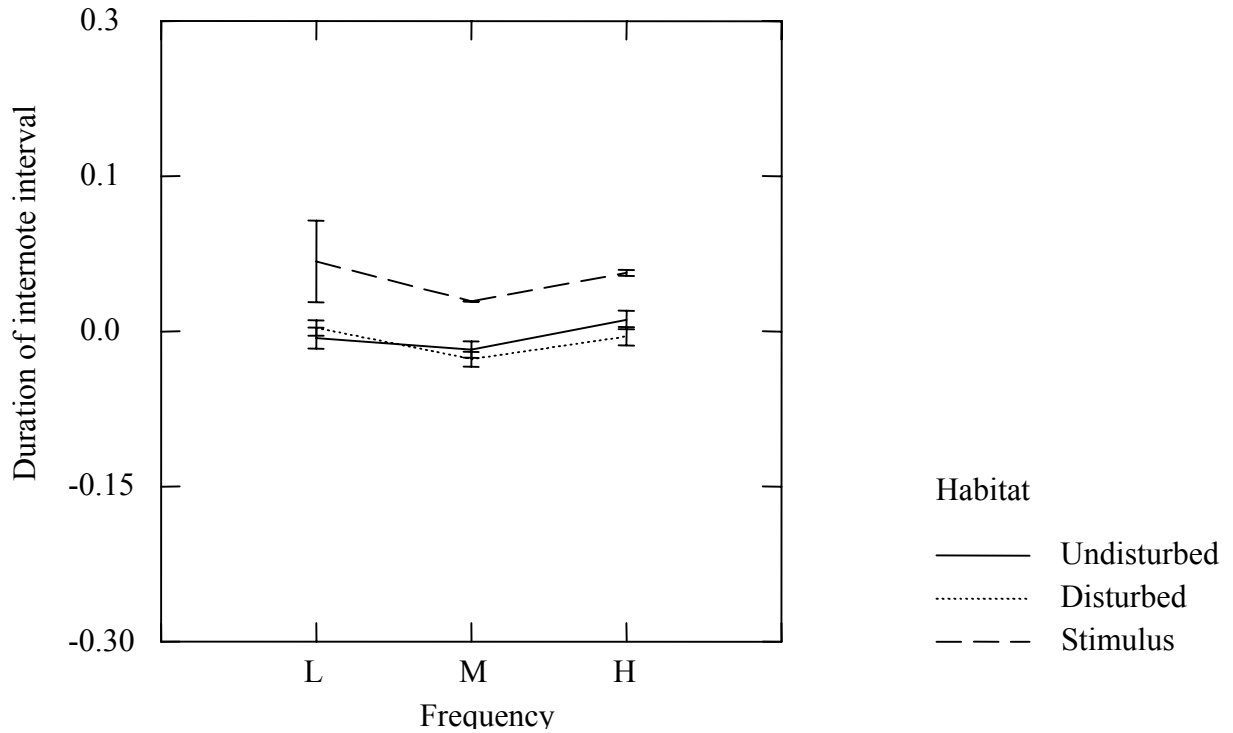 0.3
0.1
0.0
-0.15
-0.30
Duration of internote interval
L M H
Frequency
Habitat
Undisturbed
Disturbed
Stimulus